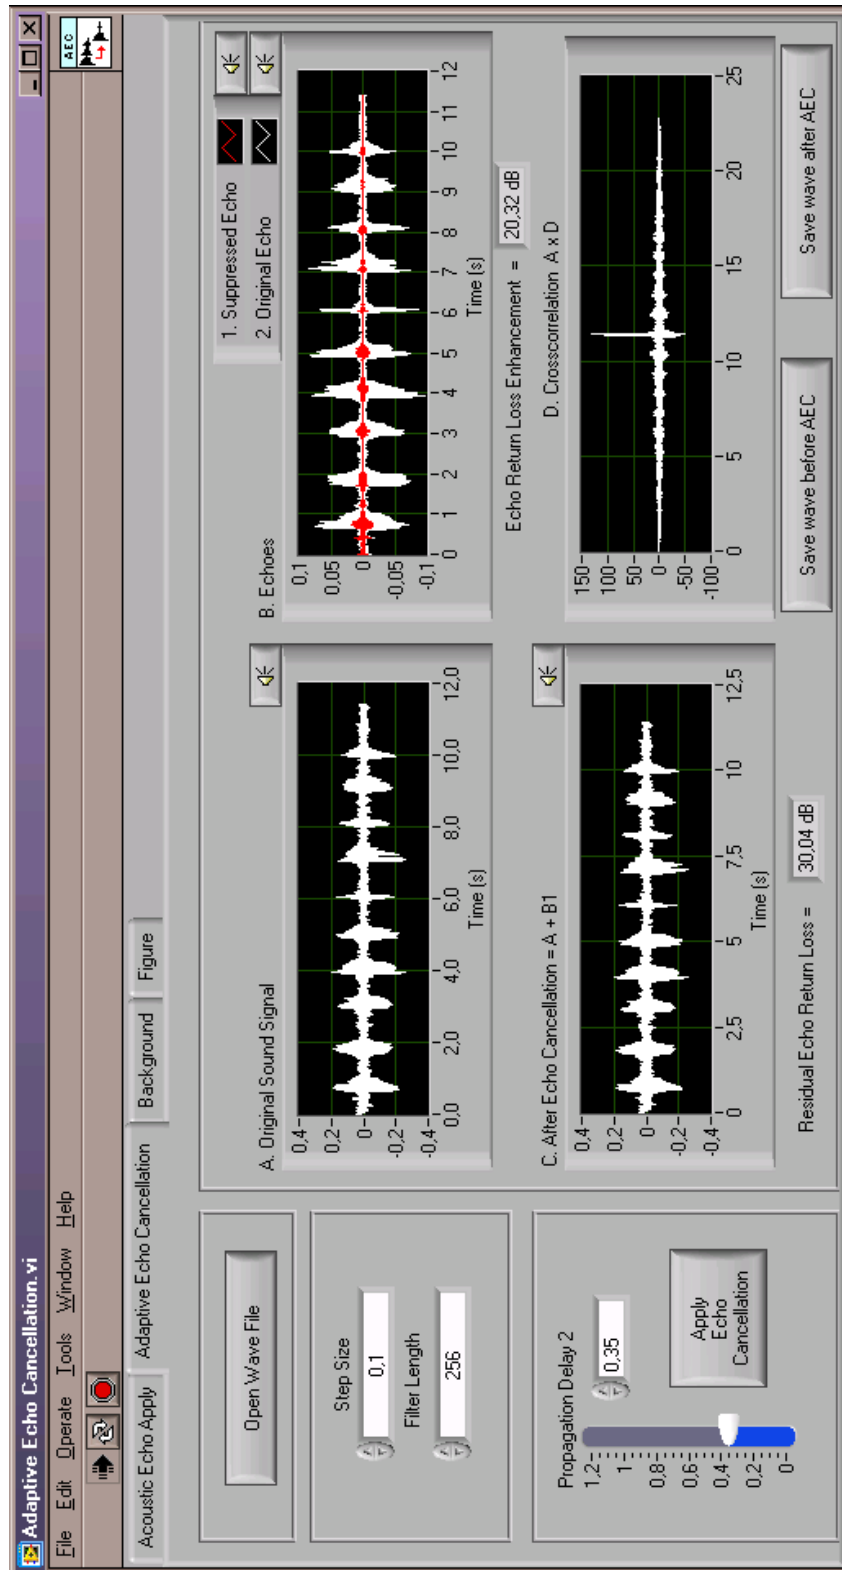 Adaptive Echo Cancellation.vi
File Edit Operate Tools Window Help
AEC
Acoustic Echo Apply Adaptive Echo Cancellation Background Figure
Open Wave File
Step Size
0,1
Filter Length
256
Propagation Delay 2
1,2
1
0,8
0,6
0,4
0,2
0
0,35
Apply
Echo
Cancellation
A. Original Sound Signal
0,4
0,2
0
-0,2
-0,4
0,0 2,0 4,0 6,0 8,0 10,0 12,0
Time (s)
B. Echoes
1. Suppressed Echo
2. Original Echo
0,1
0,05
0
-0,05
-0,1
0 1 2 3 4 5 6 7 8 9 10 11 12
Time (s)
Echo Return Loss Enhancement = 20,32 dB
C. After Echo Cancellation = A + B1
0,4
0,2
0
-0,2
-0,4
0 2,5 5 7,5 10 12,5
Time (s)
Residual Echo Return Loss = 30,04 dB
D. Crosscorrelation A x D
150
100
50
0
-50
-100
0 5 10 15 20 25
Save wave before AEC Save wave after AEC